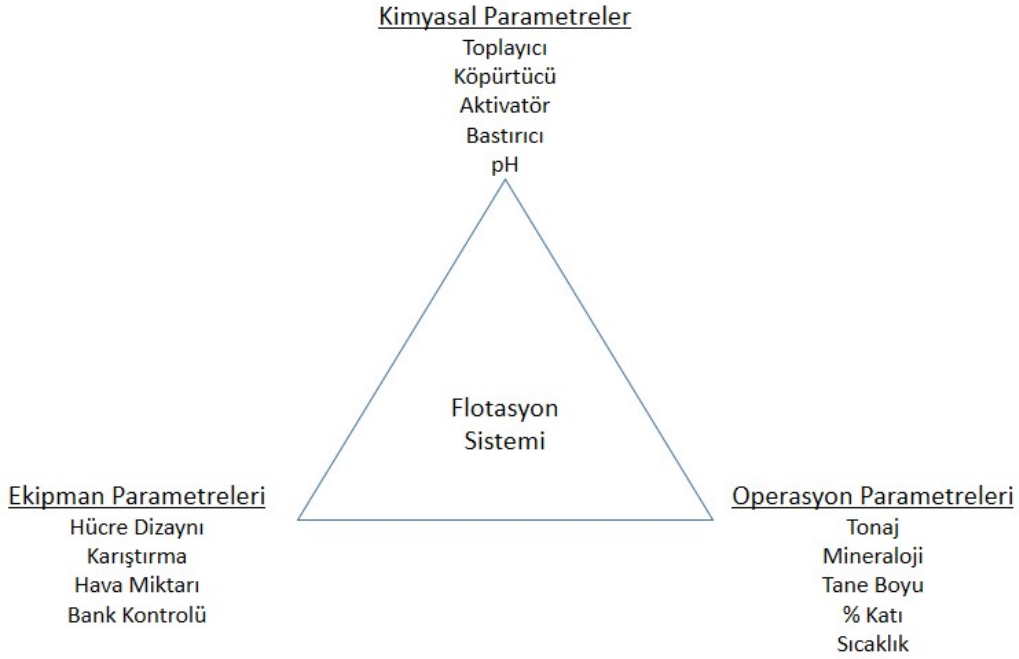 Kimyasal Parametreler
Toplayıcı
Köpürtücü
Aktivatör
Bastırıcı
pH
Flotasyon
Sistemi
Ekipman Parametreleri
Hücre Dizaynı
Karıştırma
Hava Miktarı
Bank Kontrolü
Operasyon Parametreleri
Tonaj
Mineraloji
Tane Boyu
% Katı
Sıcaklık